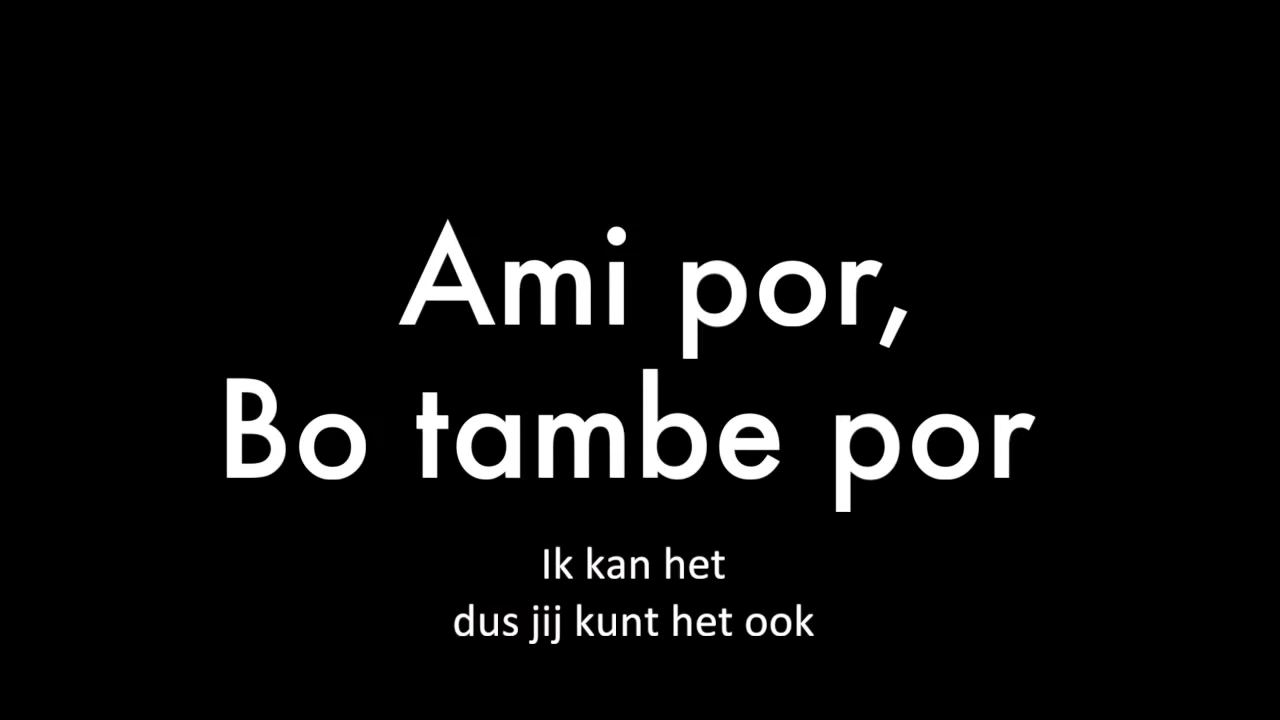 Ami por,
Bo tambe por
Ik kan het
dus jij kunt het ook